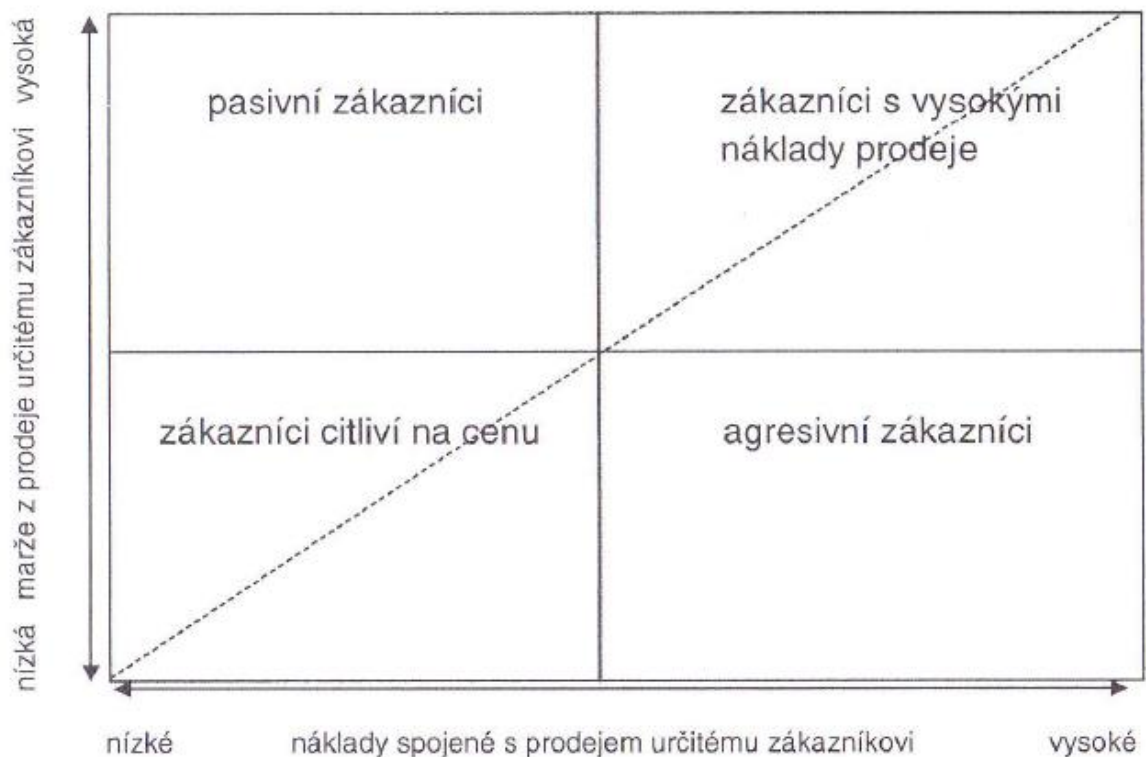 nízká marže z prodeje určitému zákazníkovi vysoká
pasivní zákazníci
zákazníci s vysokými
náklady prodeje
zákazníci citliví na cenu
agresivní zákazníci
nízké náklady spojené s prodejem určitému zákazníkovi vysoké